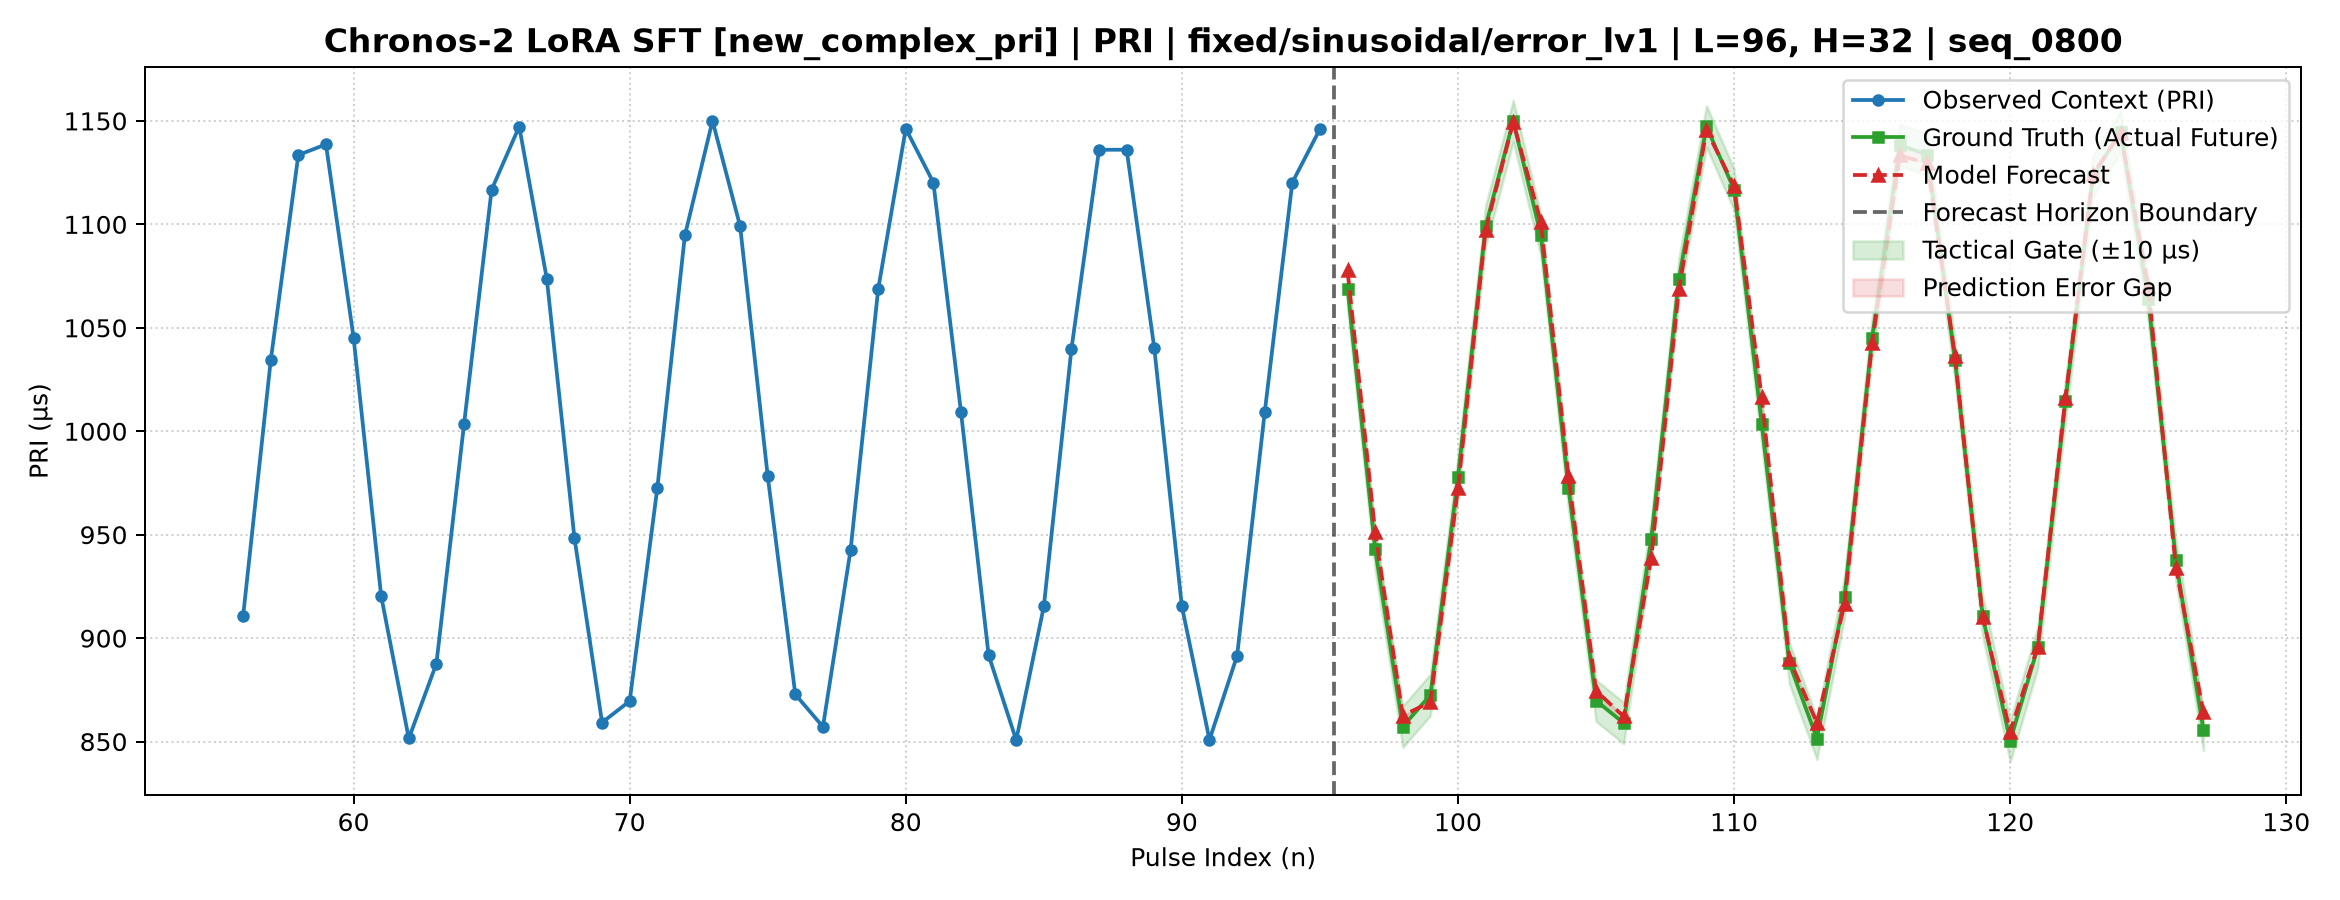 Chronos-2 LoRA SFT [new_complex_pri] | PRI | fixed/sinusoidal/error_lv1 | L=96, H=32 | seq_0800
PRI (µs)
1150
1100
1050
1000
950
900
850
Observed Context (PRI)
Ground Truth (Actual Future)
Model Forecast
Forecast Horizon Boundary
Tactical Gate (±10 µs)
Prediction Error Gap
60 70 80 90 100 110 120 130
Pulse Index (n)